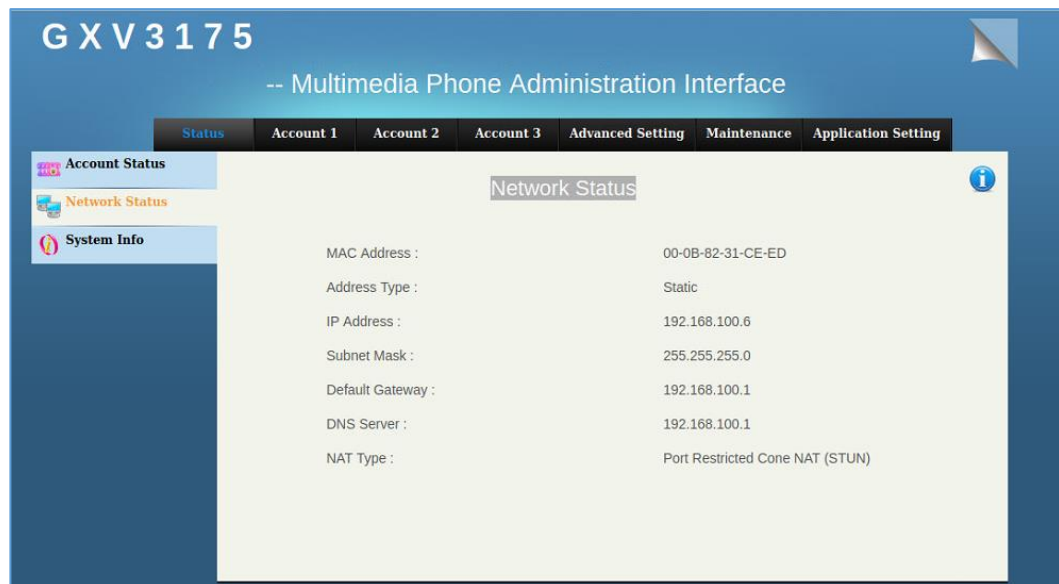 GXV3175
-- Multimedia Phone Administration Interface
Status Account 1 Account 2 Account 3 Advanced Setting Maintenance Application Setting
Account Status
Network Status
System Info
Network Status
MAC Address : 00-0B-82-31-CE-ED
Address Type : Static
IP Address : 192.168.100.6
Subnet Mask : 255.255.255.0
Default Gateway : 192.168.100.1
DNS Server : 192.168.100.1
NAT Type : Port Restricted Cone NAT (STUN)